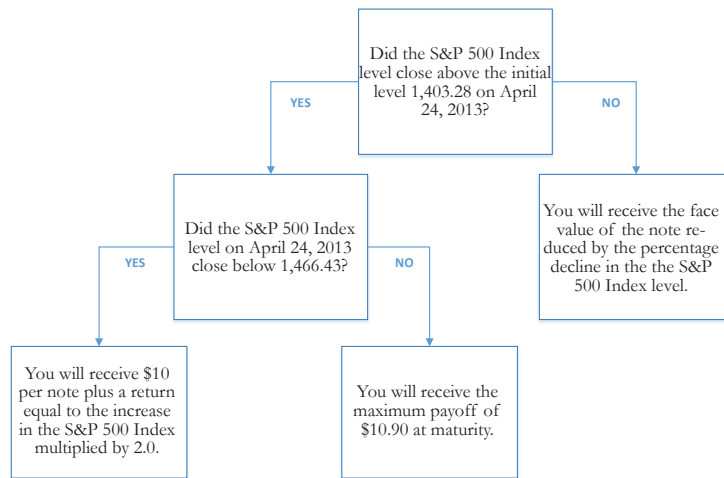 Did the S&P 500 Index
level close above the initial
level 1,403.28 on April
24, 2013?
YES
NO
Did the S&P 500 Index
level on April 24, 2013
close below 1,466.43?
You will receive the face
value of the note re-
duced by the percentage
decline in the the S&P
500 Index level.
YES
NO
You will receive $10
per note plus a return
equal to the increase
in the S&P 500 Index
multiplied by 2.0.
You will receive the
maximum payoff of
$10.90 at maturity.